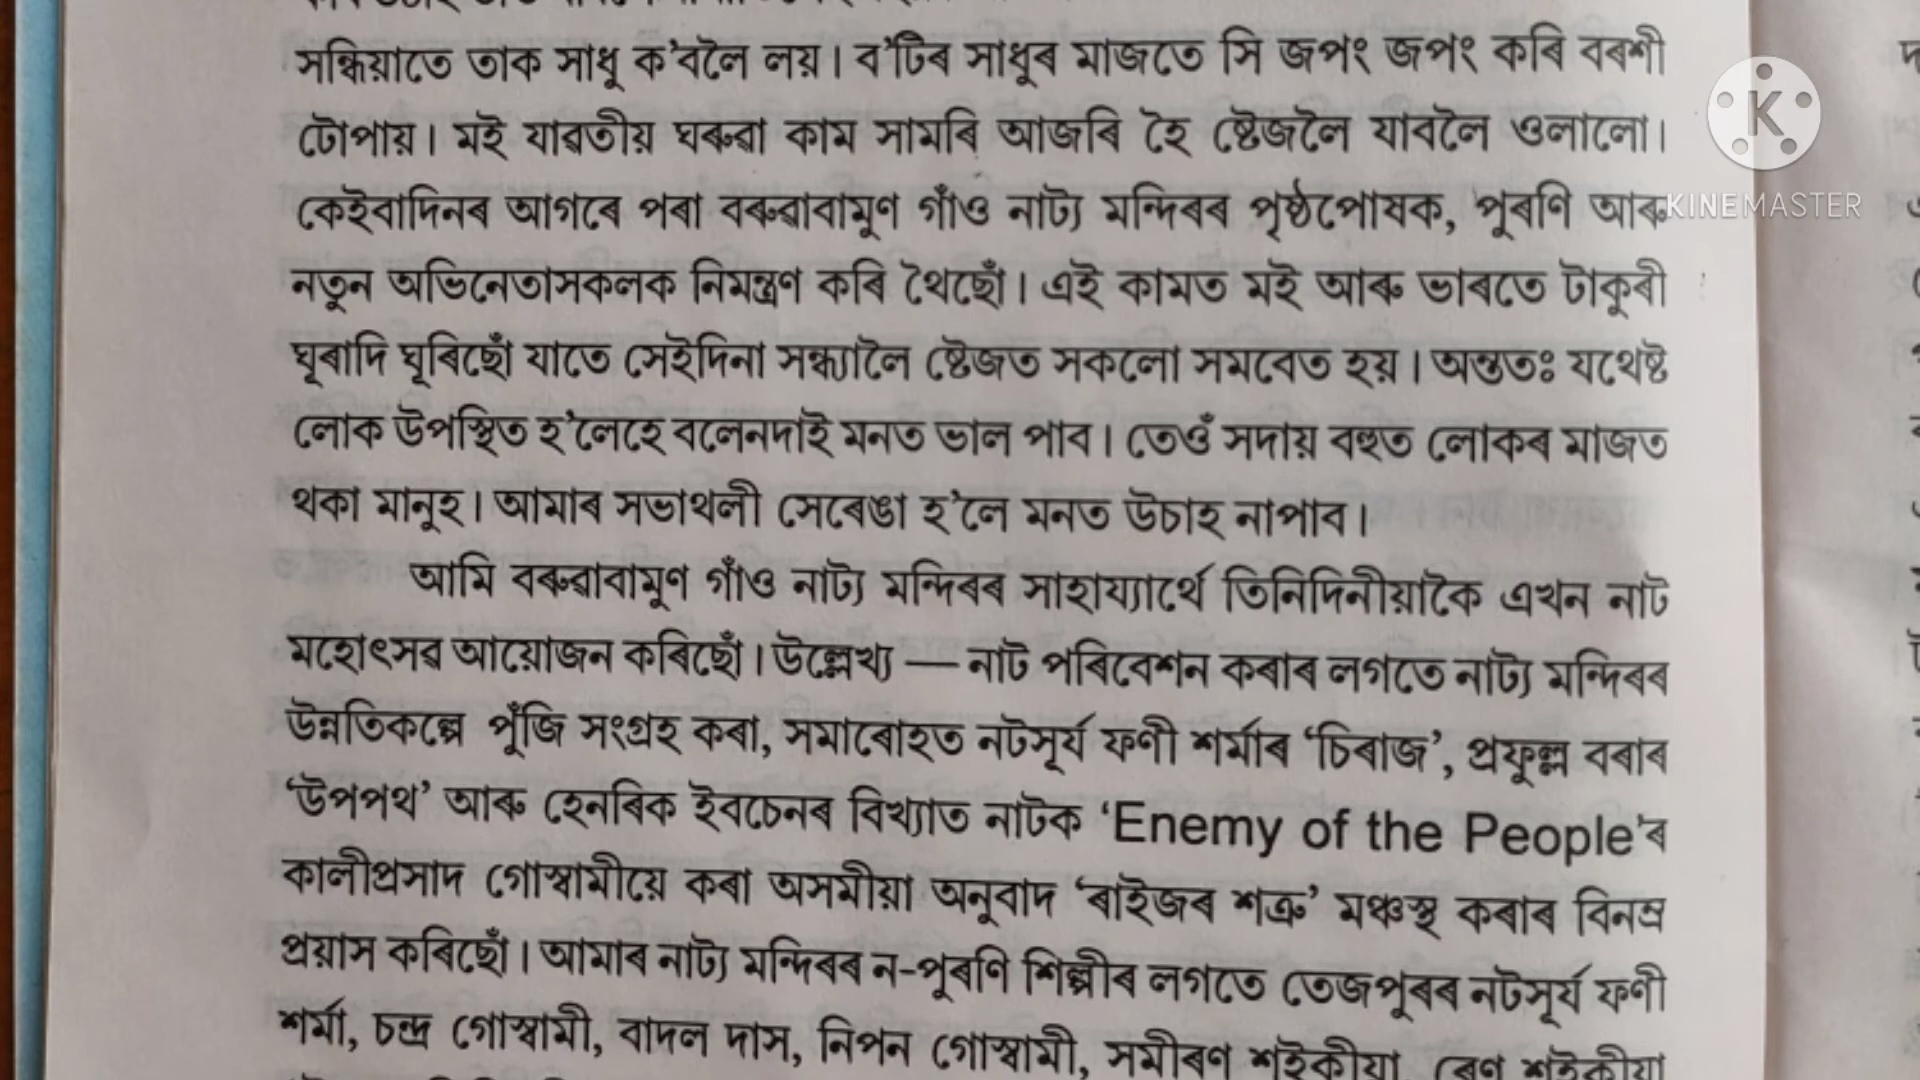 সন্ধিয়াতে তাক সাধু ক'বলৈ লয়। ব'টিৰ সাধুৰ মাজতে সি জপং জপং কৰি বৰশী
টোপায়। মই যাৱতীয় ঘৰুৱা কাম সামৰি আজৰি হৈ ষ্টেজলৈ যাবলৈ ওলালো।
কেইবাদিনৰ আগৰে পৰা বৰুৱাবামুণ গাঁও নাট্য মন্দিৰৰ পৃষ্ঠপোষক, পুৰণি আৰু
KINEMASTER
নতুন অভিনেতাসকলক নিমন্ত্ৰণ কৰি থৈছোঁ। এই কামত মই আৰু ভাৰতে টাকুৰী
ঘূৰাদি ঘূৰিছোঁ যাতে সেইদিনা সন্ধ্যালৈ ষ্টেজত সকলো সমবেত হয়। অন্ততঃ যথেষ্ট
লোক উপস্থিত হ'লেহে বলেনদাই মনত ভাল পাব। তেওঁ সদায় বহুত লোকৰ মাজত
থকা মানুহ। আমাৰ সভাথলী সেৰেঙা হ'লে মনত উচাহ নাপাব।
আমি বৰুৱাবামুণ গাঁও নাট্য মন্দিৰৰ সাহায্যাৰ্থে তিনিদিনীয়াকৈ এখন নাট
মহোৎসৱ আয়োজন কৰিছোঁ। উল্লেখ্য — নাট পৰিবেশন কৰাৰ লগতে নাট্য মন্দিৰৰ
উন্নতিকল্পে পুঁজি সংগ্ৰহ কৰা, সমাৰোহত নটসূৰ্য ফণী শৰ্মাৰ ‘চিৰাজ’, প্ৰফুল্ল বৰাৰ
‘উপপথ’ আৰু হেনৰিক ইবচেনৰ বিখ্যাত নাটক ‘Enemy of the People’ৰ
কালীপ্ৰসাদ গোস্বামীয়ে কৰা অসমীয়া অনুবাদ ‘ৰাইজৰ শত্ৰু’ মঞ্চস্থ কৰাৰ বিনম্ৰ
প্ৰয়াস কৰিছোঁ। আমাৰ নাট্য মন্দিৰৰ ন-পুৰণি শিল্পীৰ লগতে তেজপুৰৰ নটসূৰ্য ফণী
শৰ্মা, চন্দ্ৰ গোস্বামী, বাদল দাস, নিপন গোস্বামী, সমীৰণ শইকীয়া, ৰেণু শইকীয়া